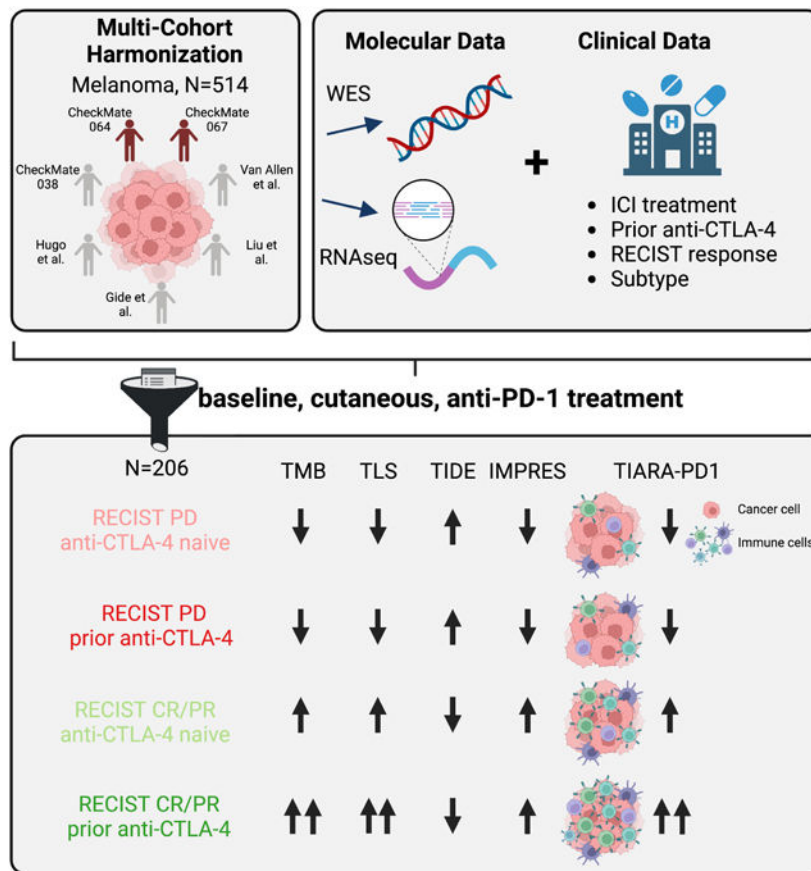 Multi-Cohort
Harmonization
Melanoma, N=514
CheckMate
064
CheckMate
067
CheckMate
038
Van Allen
et al.
Hugo
et al.
Liu et
al.
Gide et
al.
Molecular Data
Clinical Data
WES
RNAseq
+
H
• ICI treatment
• Prior anti-CTLA-4
• RECIST response
• Subtype
baseline, cutaneous, anti-PD-1 treatment
N=206 TMB TLS TIDE IMPRES TIARA-PD1
Cancer cell
Immune cells
RECIST PD
anti-CTLA-4 naive
↓ ↓ ↑ ↓ ↓
RECIST PD
prior anti-CTLA-4
↓ ↓ ↑ ↓ ↓
RECIST CR/PR
anti-CTLA-4 naive
↑ ↑ ↓ ↑ ↑
RECIST CR/PR
prior anti-CTLA-4
↑↑ ↑↑ ↓ ↑ ↑↑